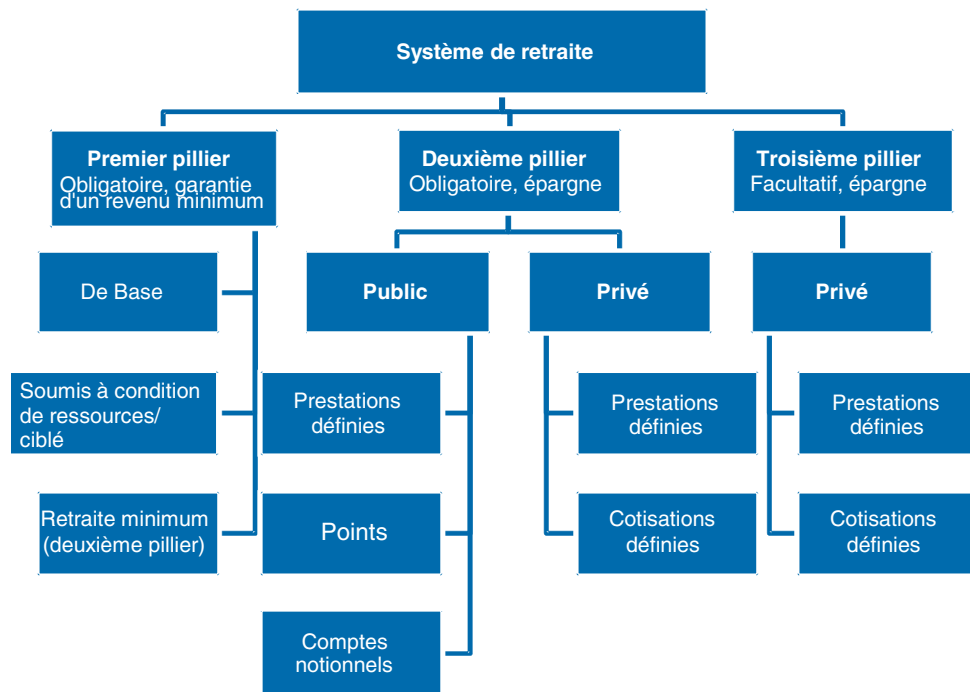 Système de retraite
Premier pillier
Obligatoire, garantie
d'un revenu minimum
Deuxième pillier
Obligatoire, épargne
Troisième pillier
Facultatif, épargne
De Base
Public
Privé
Privé
Soumis à condition
de ressources/
ciblé
Prestations
définies
Prestations
définies
Prestations
définies
Retraite minimum
(deuxième pillier)
Points
Cotisations
définies
Cotisations
définies
Comptes
notionnels